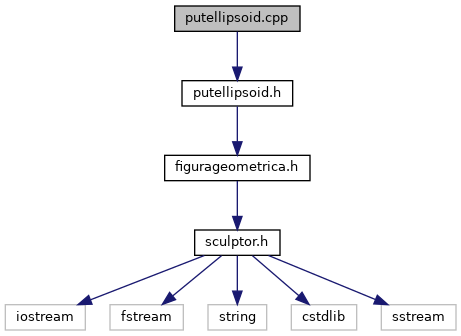 putellipsoid.cpp
putellipsoid.h
figurageometrica.h
sculptor.h
iostream
fstream
string
cstdlib
sstream